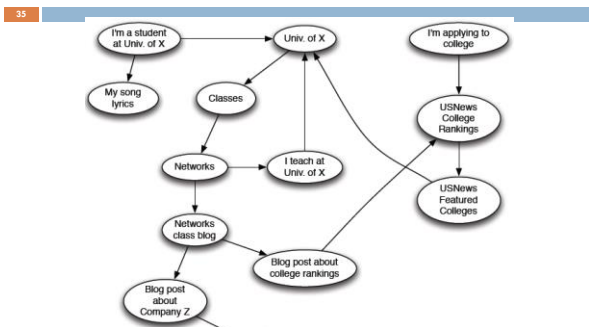 35
I'm a student
at Univ. of X
Univ. of X
I'm applying to
college
My song
lyrics
Classes
USNews
College
Rankings
Networks
I teach at
Univ. of X
USNews
Featured
Colleges
Networks
class blog
Blog post about
college rankings
Blog post
about
Company Z